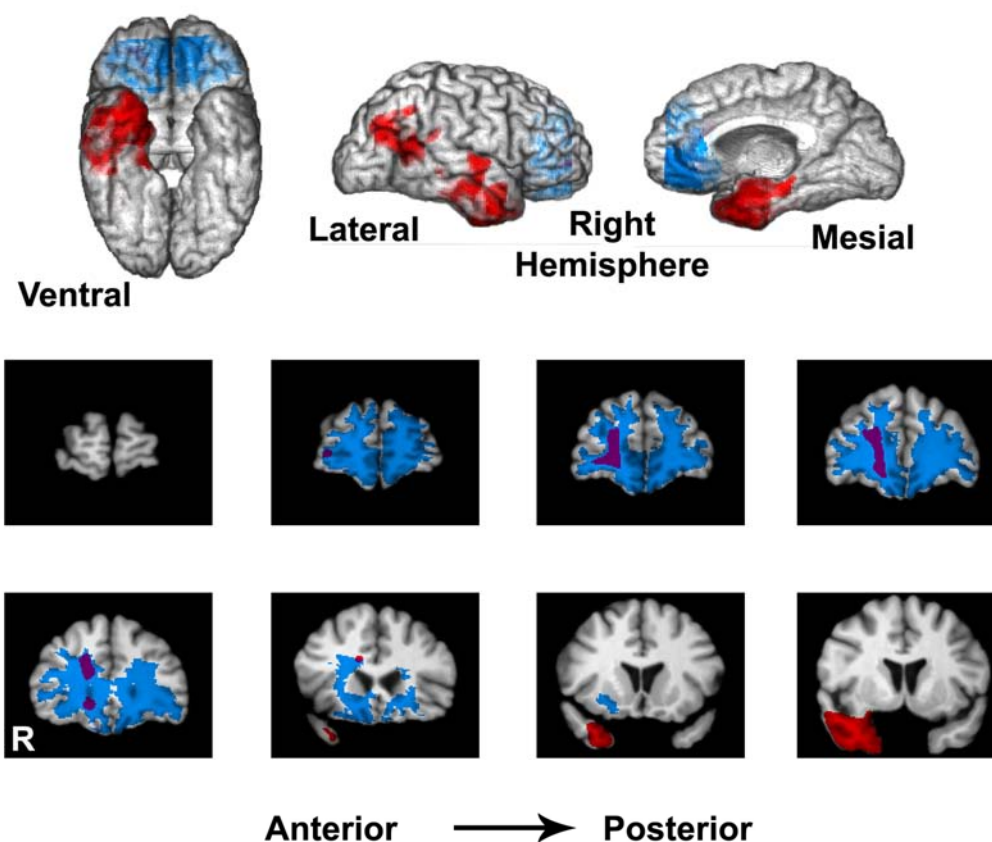 Ventral
Lateral
Right
Hemisphere
Mesial
R
Anterior
Posterior